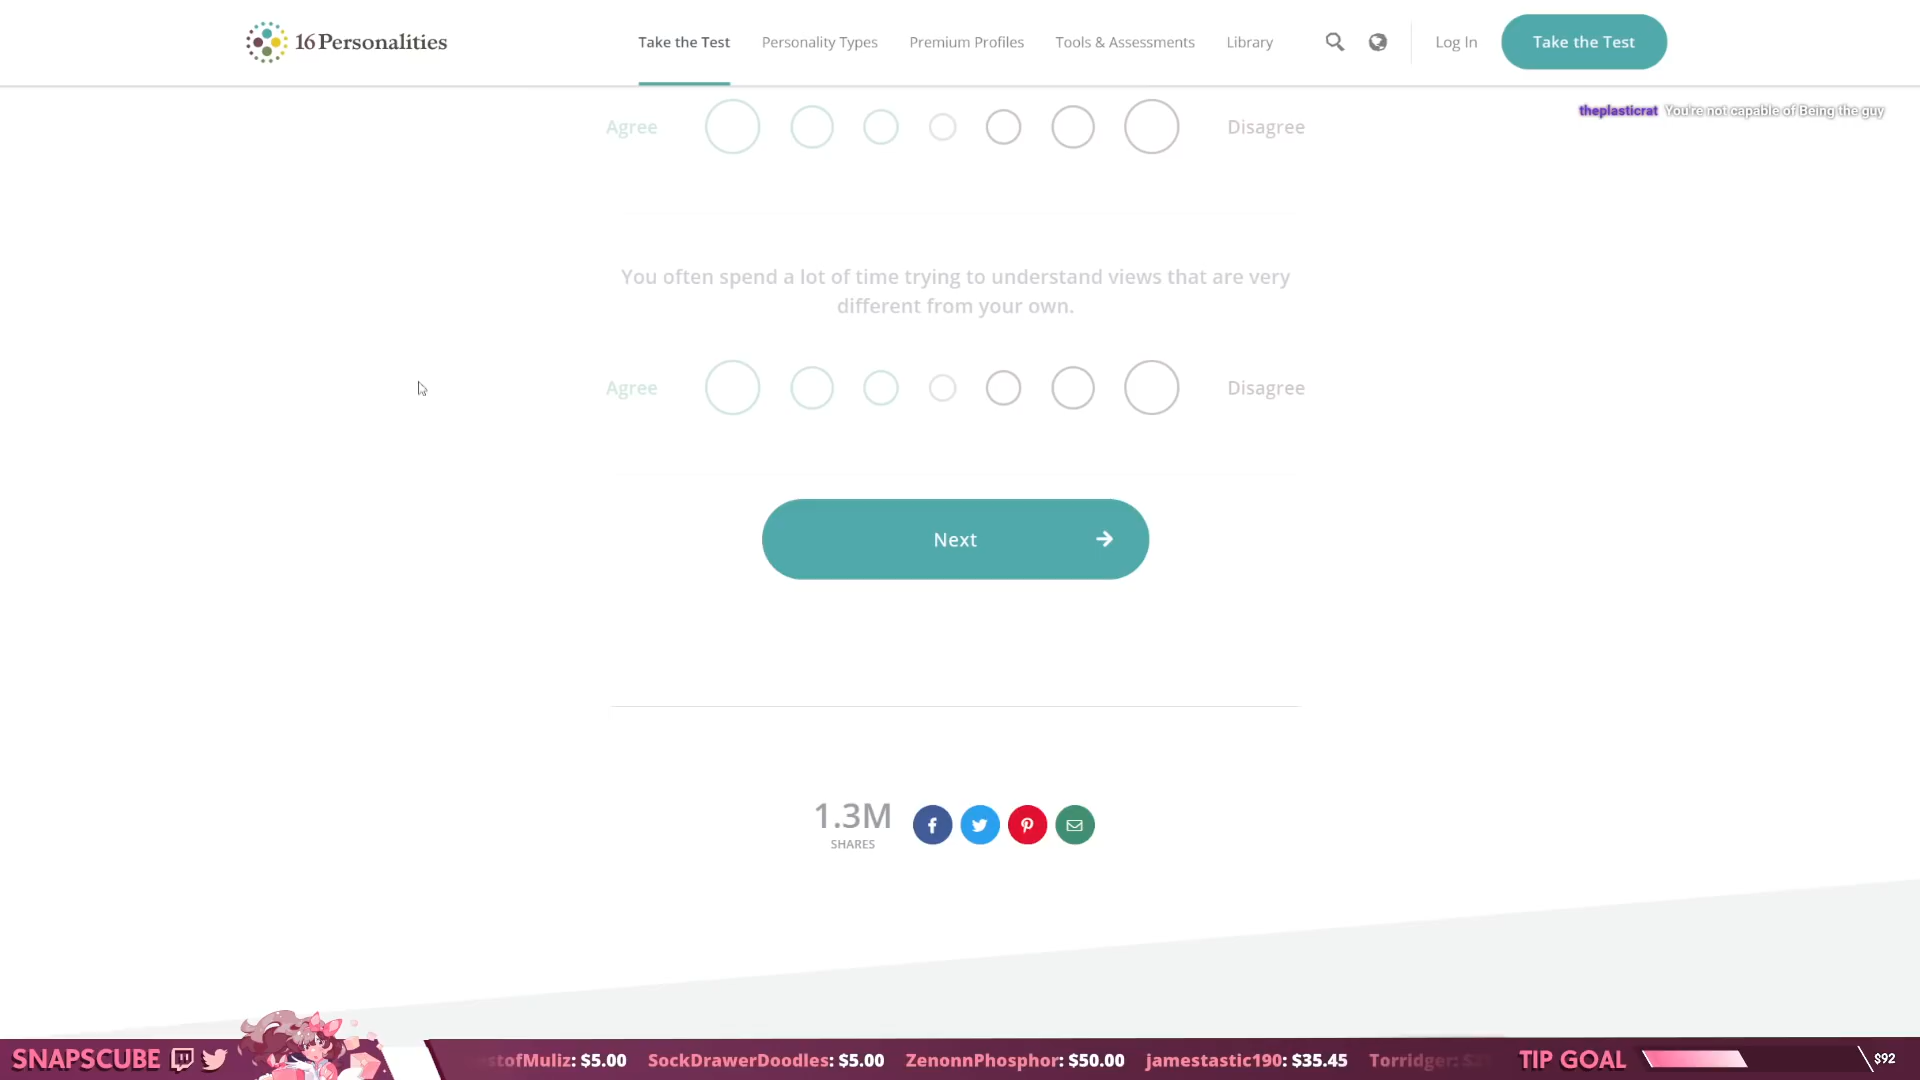 16Personalities
Take the Test Personality Types Premium Profiles Tools & Assessments Library Log In Take the Test
theplasticrat You're not capable of Being the guy
Agree Disagree
You often spend a lot of time trying to understand views that are very
different from your own.
Agree Disagree
Next
1.3M
SHARES
SNAPSCUBE stofMuliz: $5.00 SockDrawerDoodles: $5.00 ZenonnPhosphor: $50.00 jamestastic190: $35.45 Torridger: TIP GOAL $92